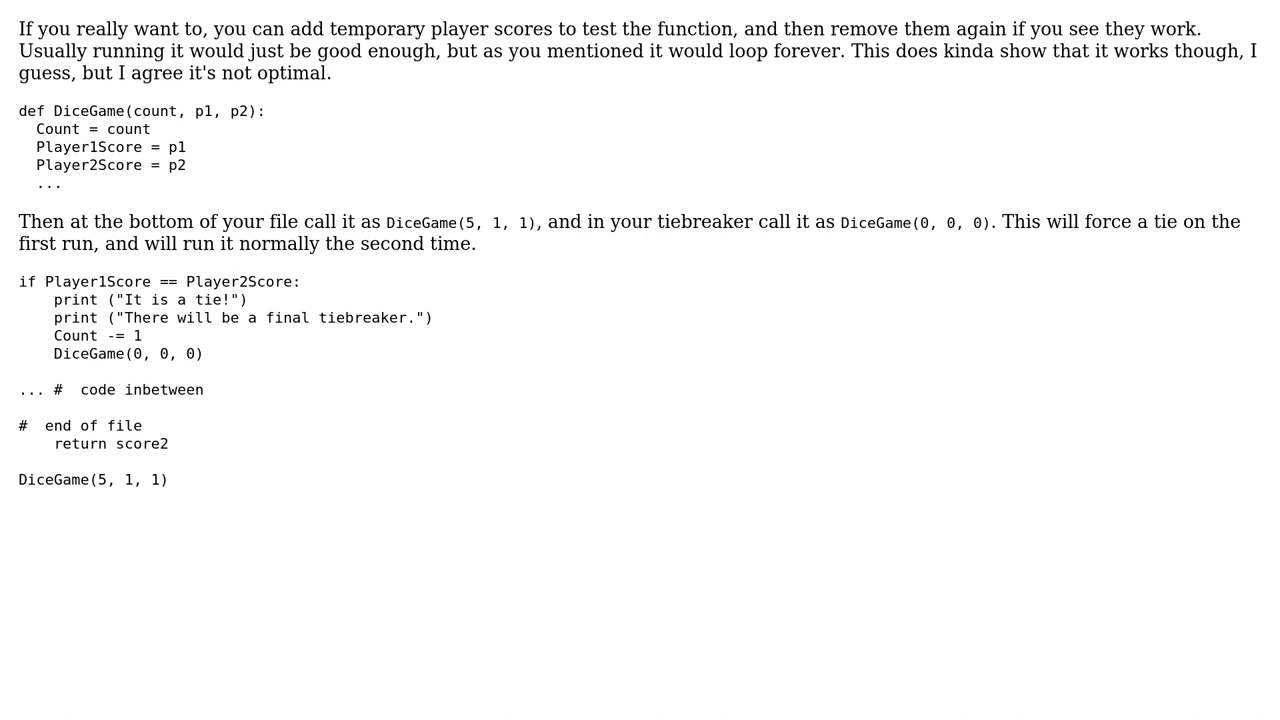 If you really want to, you can add temporary player scores to test the function, and then remove them again if you see they work.
Usually running it would just be good enough, but as you mentioned it would loop forever. This does kinda show that it works though, I
guess, but I agree it's not optimal.
def DiceGame(count, p1, p2):
  Count = count
  Player1Score = p1
  Player2Score = p2
  ...
Then at the bottom of your file call it as DiceGame(5, 1, 1), and in your tiebreaker call it as DiceGame(0, 0, 0). This will force a tie on the
first run, and will run it normally the second time.
if Player1Score == Player2Score:
    print ("It is a tie!")
    print ("There will be a final tiebreaker.")
    Count -= 1
    DiceGame(0, 0, 0)
... #  code inbetween
#  end of file
    return score2
DiceGame(5, 1, 1)